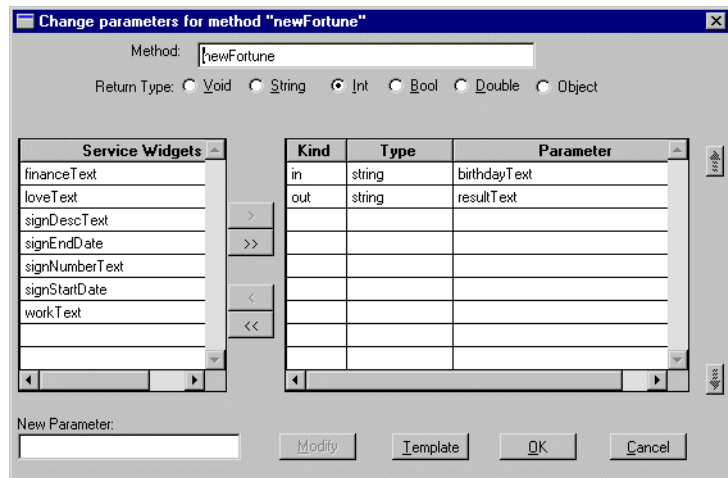 Change parameters for method "newFortune"
Method: newFortune
Return Type: Void String Int Bool Double Object
Service Widgets
financeText
loveText
signDescText
signEndDate
signNumberText
signStartDate
workText
>
>>
<
<<
Kind Type Parameter
in string birthdayText
out string resultText
New Parameter:
Modify Template OK Cancel